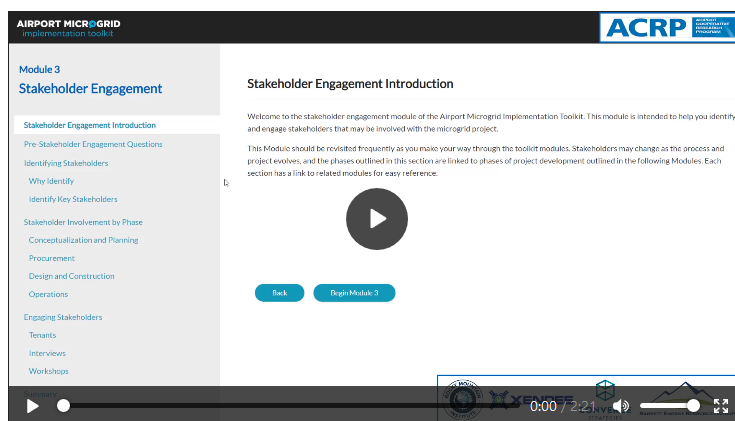 AIRPORT MICROGRID
implementation toolkit
ACRP
AIRPORT
COOPERATIVE
RESEARCH
PROGRAM
Module 3
Stakeholder Engagement
Stakeholder Engagement Introduction
Pre-Stakeholder Engagement Questions
Identifying Stakeholders
Why Identify
Identify Key Stakeholders
Stakeholder Involvement by Phase
Conceptualization and Planning
Procurement
Design and Construction
Operations
Engaging Stakeholders
Tenants
Interviews
Workshops
Stakeholder Engagement Introduction
Welcome to the stakeholder engagement module of the Airport Microgrid Implementation Toolkit. This module is intended to help you identify
and engage stakeholders that may be involved with the microgrid project.
This Module should be revisited frequently as you make your way through the toolkit modules. Stakeholders may change as the process and
project evolves, and the phases outlined in this section are linked to phases of project development outlined in the following Modules. Each
section has a link to related modules for easy reference.
Back
Begin Module 3
XENDEE
0:00 / 2:21